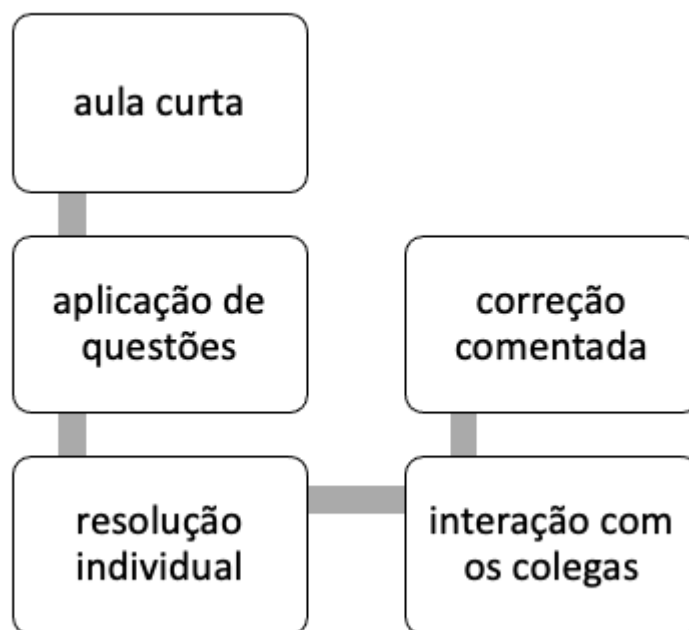 aula curta
aplicação de
questões
resolução
individual
interação com
os colegas
correção
comentada